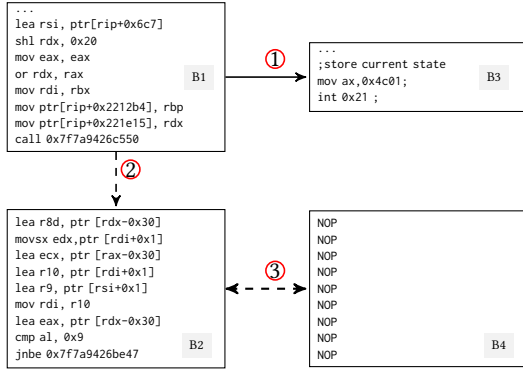 ...
lea rsi, ptr[rip+0x6c7]
shl rdx, 0x20
mov eax, eax
or rdx, rax
mov rdi, rbx
mov ptr[rip+0x2212b4], rbp
mov ptr[rip+0x221e15], rdx
call 0x7f7a9426c550
B1
①
...
;store current state
mov ax,0x4c01;
int 0x21 ;
B3
②
lea r8d, ptr [rdx-0x30]
movsx edx,ptr [rdi+0x1]
lea ecx, ptr [rax-0x30]
lea r10, ptr [rdi+0x1]
lea r9, ptr [rsi+0x1]
mov rdi, r10
lea eax, ptr [rdx-0x30]
cmp al, 0x9
jnbe 0x7f7a9426be47
B2
③
NOP
NOP
NOP
NOP
NOP
NOP
NOP
NOP
NOP
B4